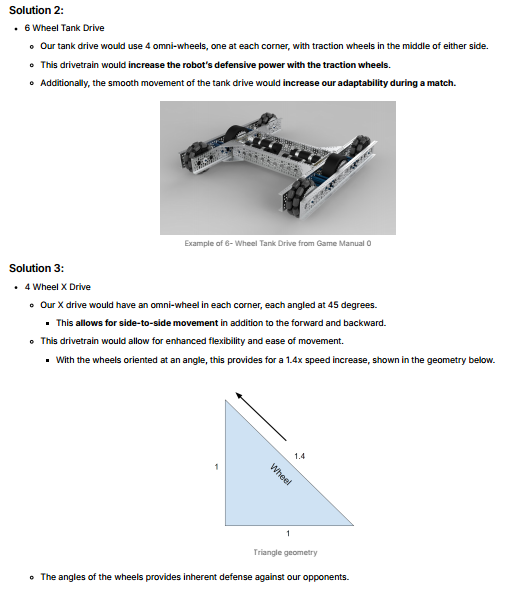 Solution 2:
• 6 Wheel Tank Drive
○ Our tank drive would use 4 omni-wheels, one at each corner, with traction wheels in the middle of either side.
○ This drivetrain would increase the robot's defensive power with the traction wheels.
○ Additionally, the smooth movement of the tank drive would increase our adaptability during a match.
Example of 6- Wheel Tank Drive from Game Manual 0
Solution 3:
• 4 Wheel X Drive
○ Our X drive would have an omni-wheel in each corner, each angled at 45 degrees.
▪ This allows for side-to-side movement in addition to the forward and backward.
○ This drivetrain would allow for enhanced flexibility and ease of movement.
▪ With the wheels oriented at an angle, this provides for a 1.4x speed increase, shown in the geometry below.
1.4
1
Wheel
1
Triangle geometry
○ The angles of the wheels provides inherent defense against our opponents.